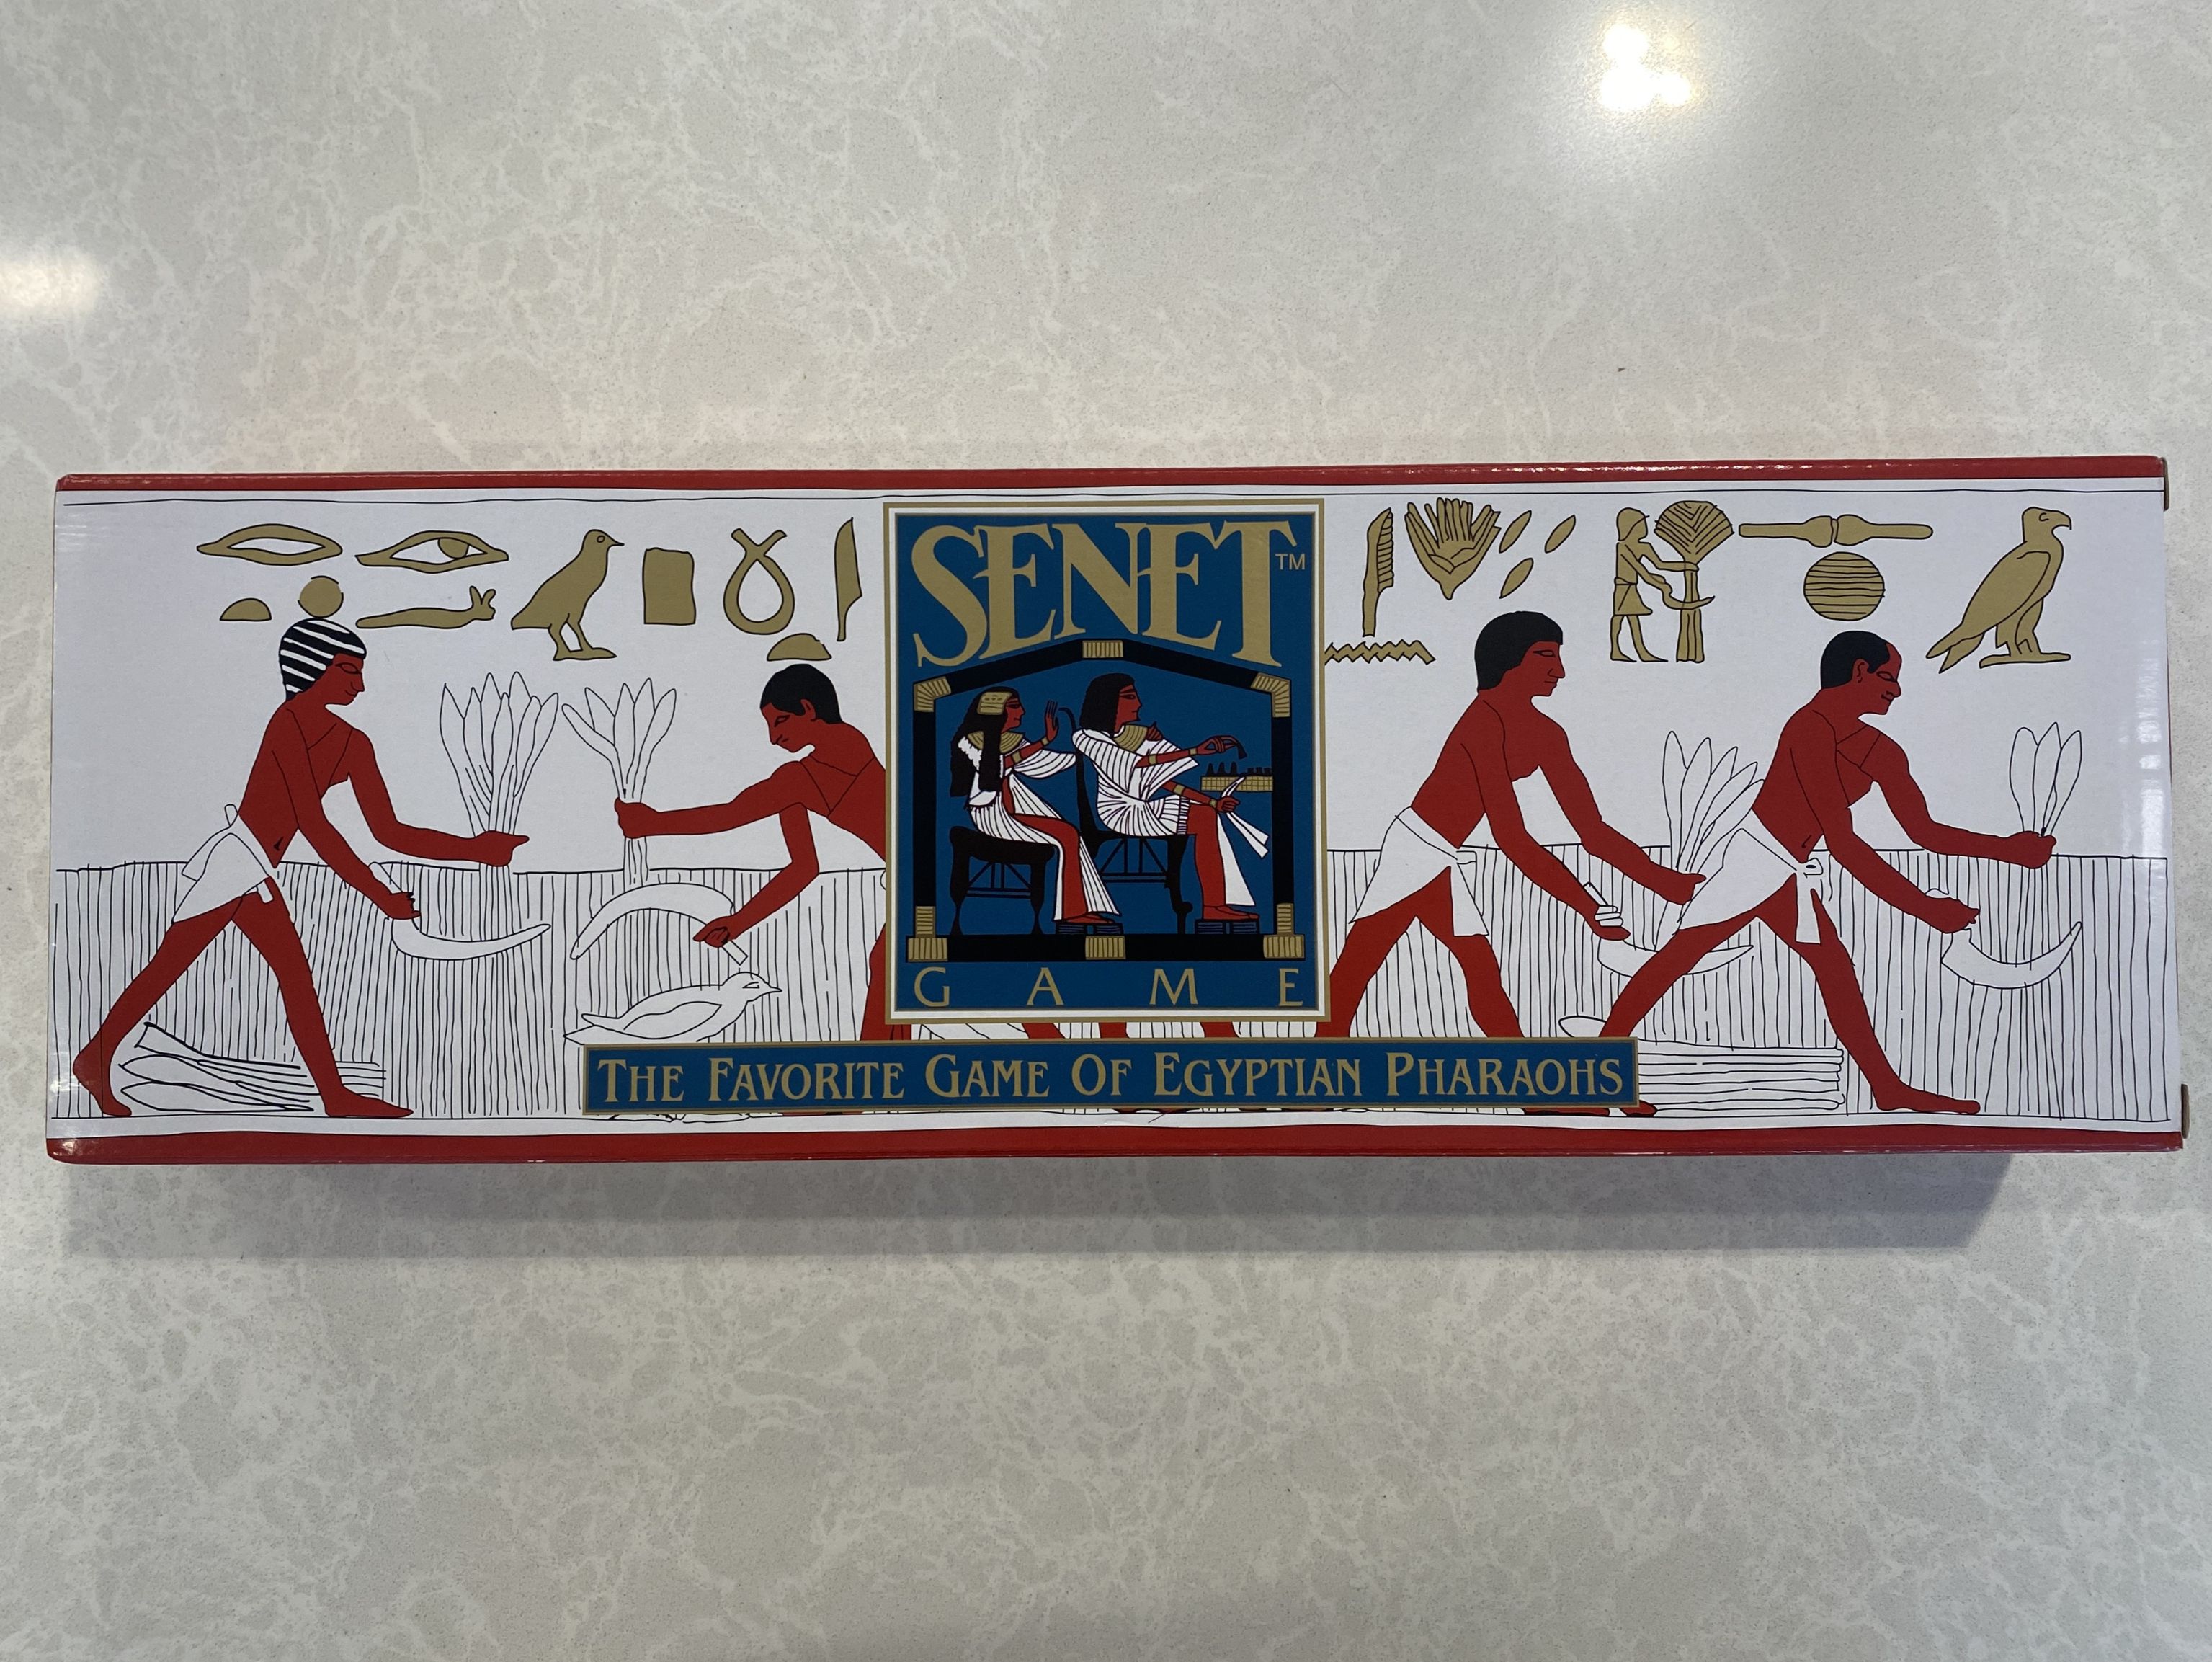 SENET™
GAME
THE FAVORITE GAME OF EGYPTIAN PHARAOHS